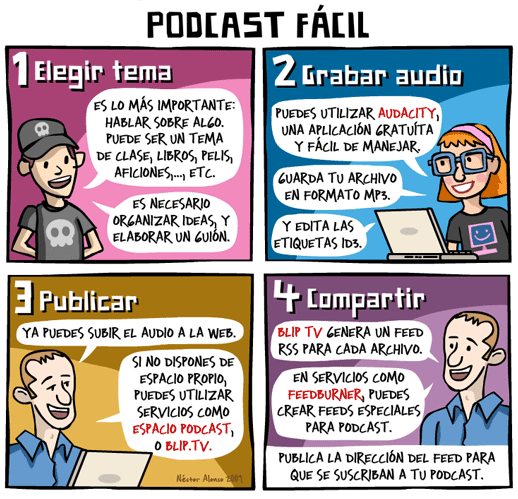 PODCAST FÁCIL
1 Elegir tema
ES LO MÁS IMPORTANTE:
HABLAR SOBRE ALGO.
PUEDE SER UN TEMA
DE CLASE, LIBROS, PELIS,
AFICIONES,..., ETC.
ES NECESARIO
ORGANIZAR IDEAS, Y
ELABORAR UN GUIÓN.
2 Grabar audio
PUEDES UTILIZAR AUDACITY,
UNA APLICACIÓN GRATUÍTA
Y FÁCIL DE MANEJAR.
GUARDA TU ARCHIVO
EN FORMATO MP3.
Y EDITA LAS
ETIQUETAS ID3.
3 Publicar
YA PUEDES SUBIR EL AUDIO A LA WEB.
SI NO DISPONES DE
ESPACIO PROPIO,
PUEDES UTILIZAR
SERVICIOS COMO
ESPACIO PODCAST,
O BLIP.TV.
Néstor Alonso 2009
4 Compartir
BLIP TV GENERA UN FEED
RSS PARA CADA ARCHIVO.
EN SERVICIOS COMO
FEEDBURNER, PUEDES
CREAR FEEDS ESPECIALES
PARA PODCAST.
PUBLICA LA DIRECCIÓN DEL FEED PARA
QUE SE SUSCRIBAN A TU PODCAST.